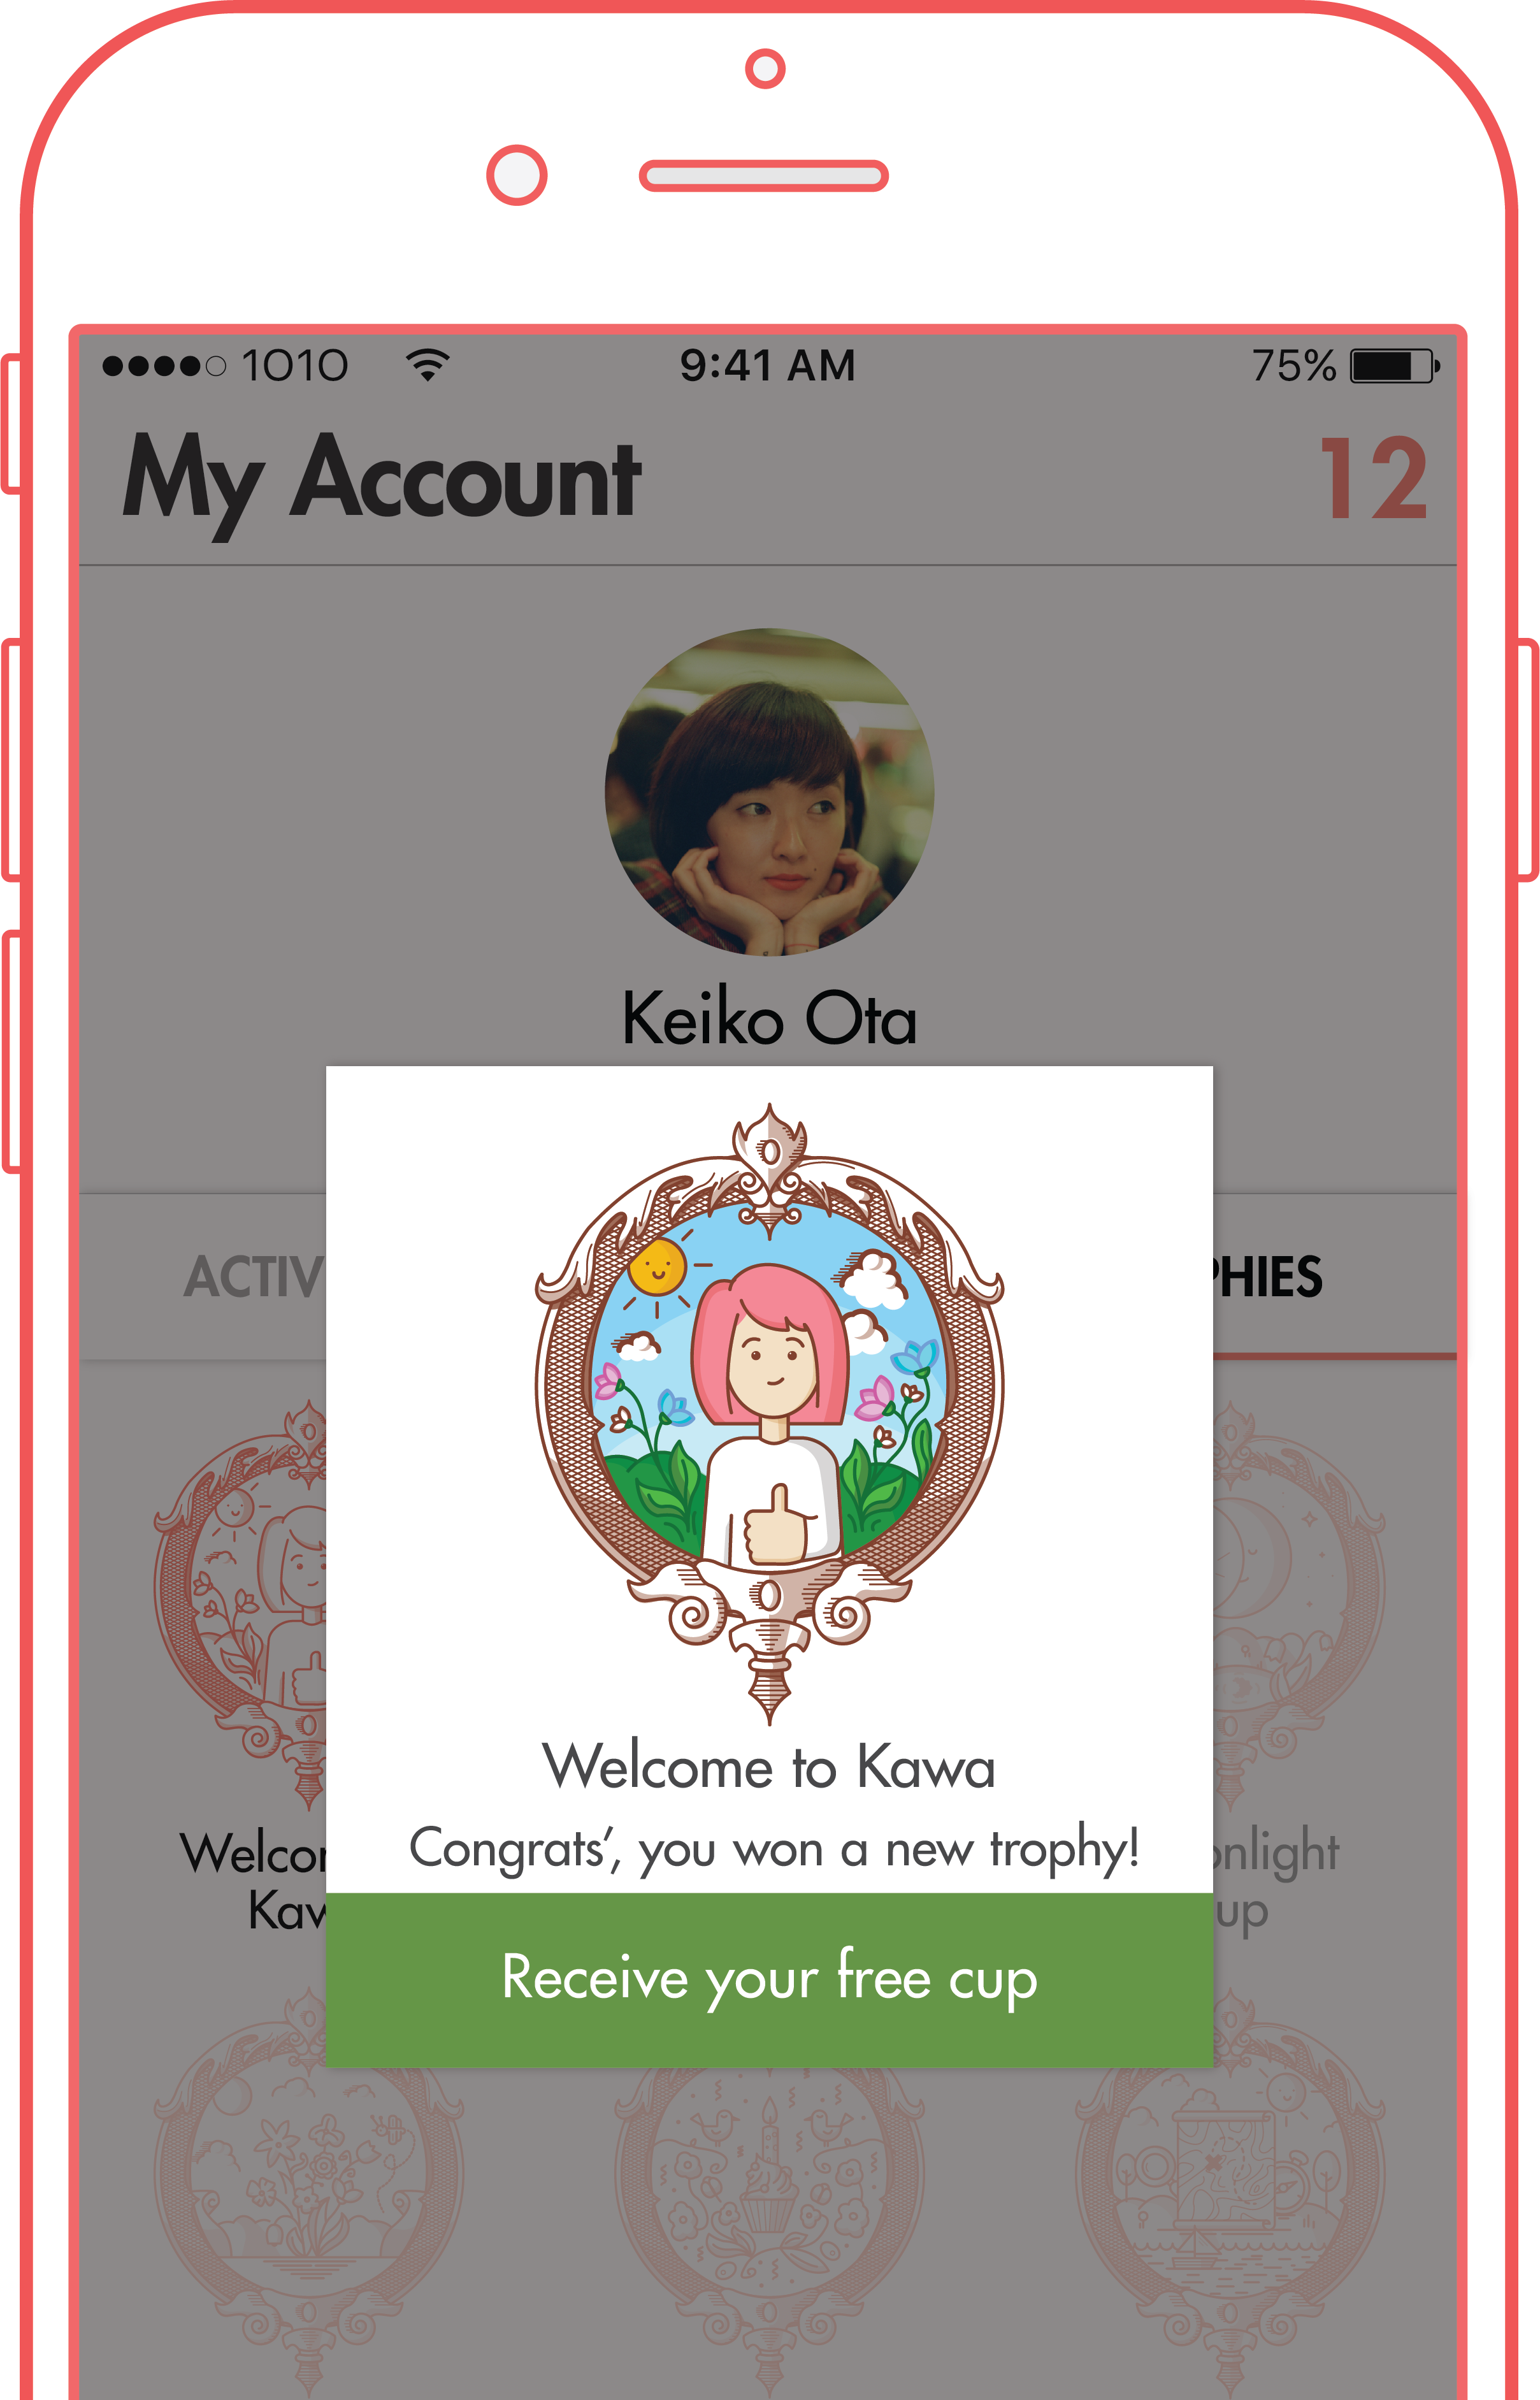 1010 9:41 AM 75%
My Account 12
Keiko Ota
ACTIV PHIES
Welcome to Kawa
Congrats’, you won a new trophy!
Receive your free cup
Welcom nlight
Kaw up